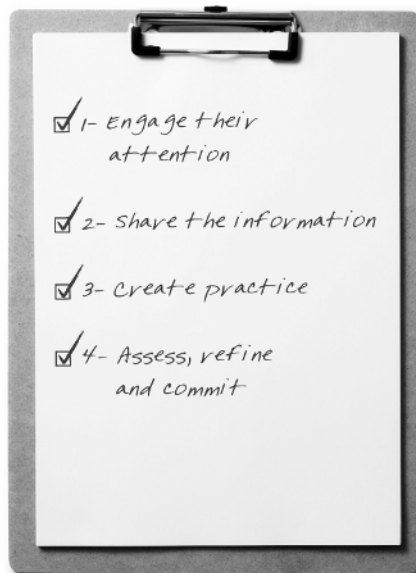 1- Engage their
attention
2- Share the information
3- Create practice
4- Assess, refine
and commit